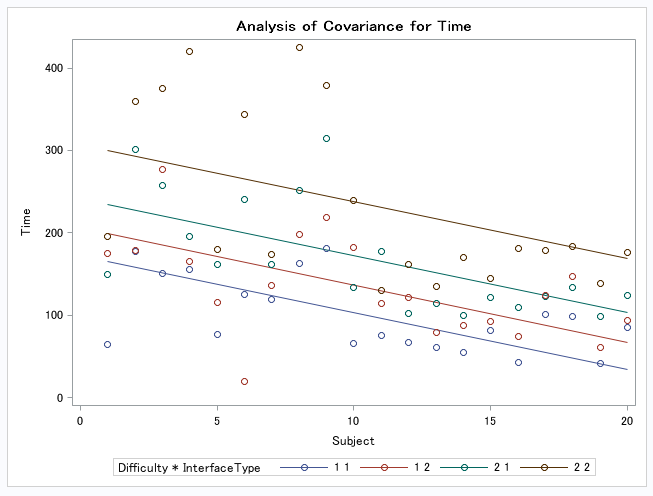 Analysis of Covariance for Time
400
300
200
100
0
Time
0 5 10 15 20
Subject
Difficulty * InterfaceType 1 1 1 2 2 1 2 2